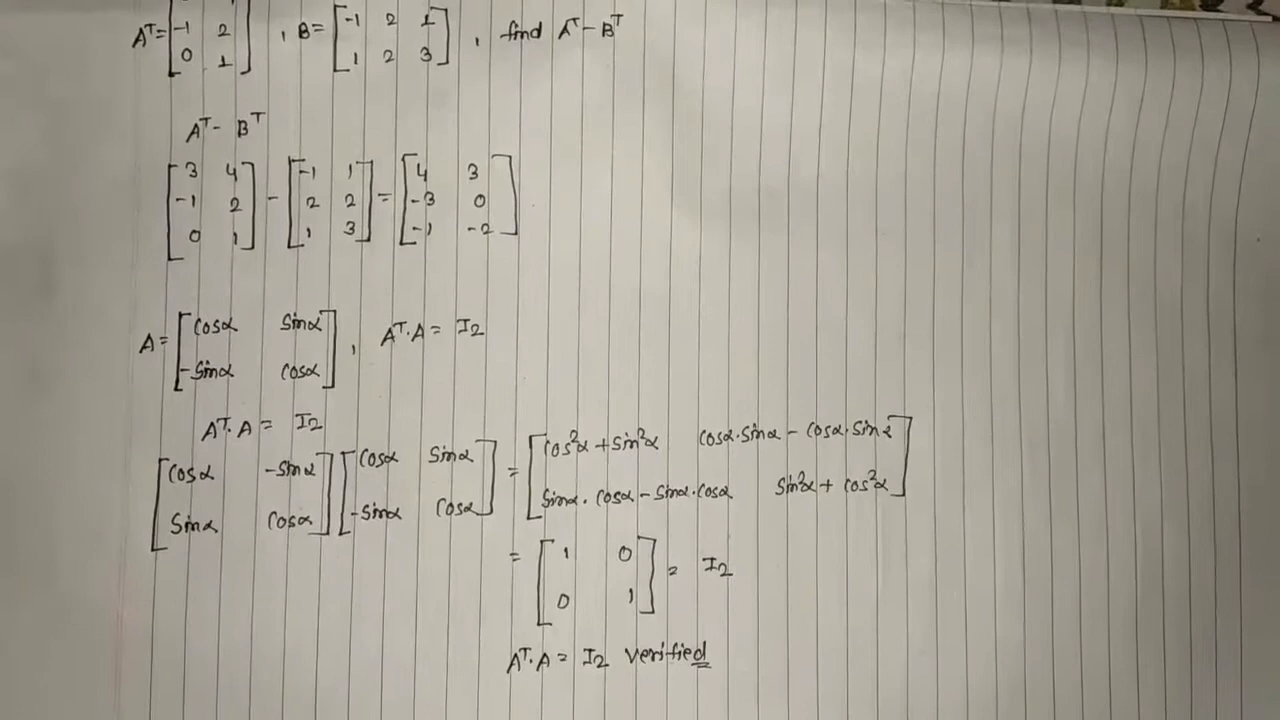 Aᵀ= [-1 2 , B= [-1 2 1 , find Aᵀ-Bᵀ
0 1] 1 2 3]
Aᵀ- Bᵀ
[3 4 [-1 1 [4 3
-1 2 - 2 2 = -3 0
0 1] 1 3] -1 -2]
A= [cosα sinα , Aᵀ·A= I2
-sinα cosα]
Aᵀ·A= I2
[cosα -sinα [cosα sinα = [cos²α+sin²α cosα·sinα-cosα·sinα
sinα cosα] -sinα cosα] sinα·cosα-sinα·cosα sin²α+cos²α]
= [1 0 = I2
0 1]
Aᵀ·A= I2 verified